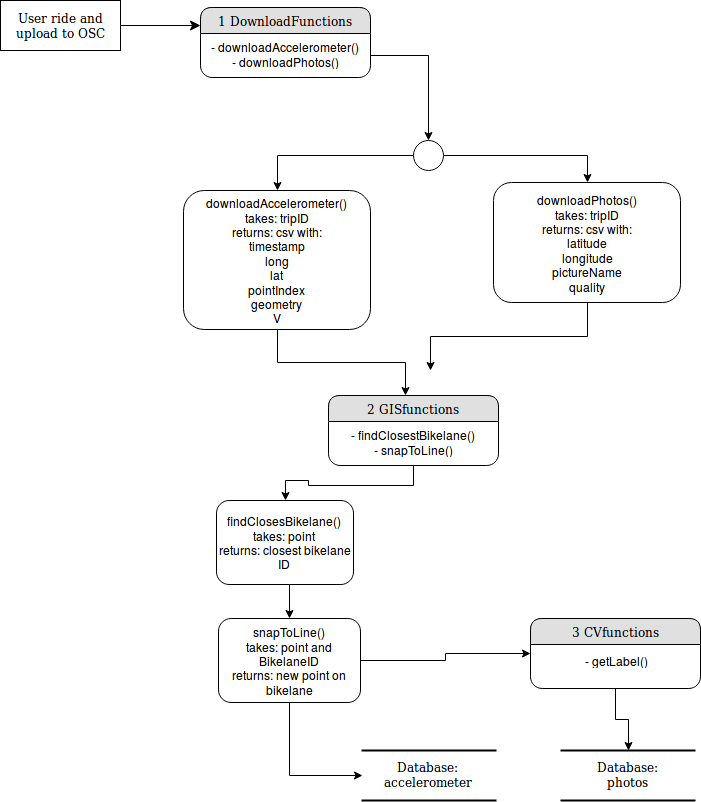 User ride and
upload to OSC
1 DownloadFunctions
- downloadAccelerometer()
- downloadPhotos()
downloadAccelerometer()
takes: tripID
returns: csv with:
timestamp
long
lat
pointIndex
geometry
V
downloadPhotos()
takes: tripID
returns: csv with:
latitude
longitude
pictureName
quality
2 GISfunctions
- findClosestBikelane()
- snapToLine()
findClosesBikelane()
takes: point
returns: closest bikelane
ID
snapToLine()
takes: point and
BikelaneID
returns: new point on
bikelane
3 CVfunctions
- getLabel()
Database:
accelerometer
Database:
photos